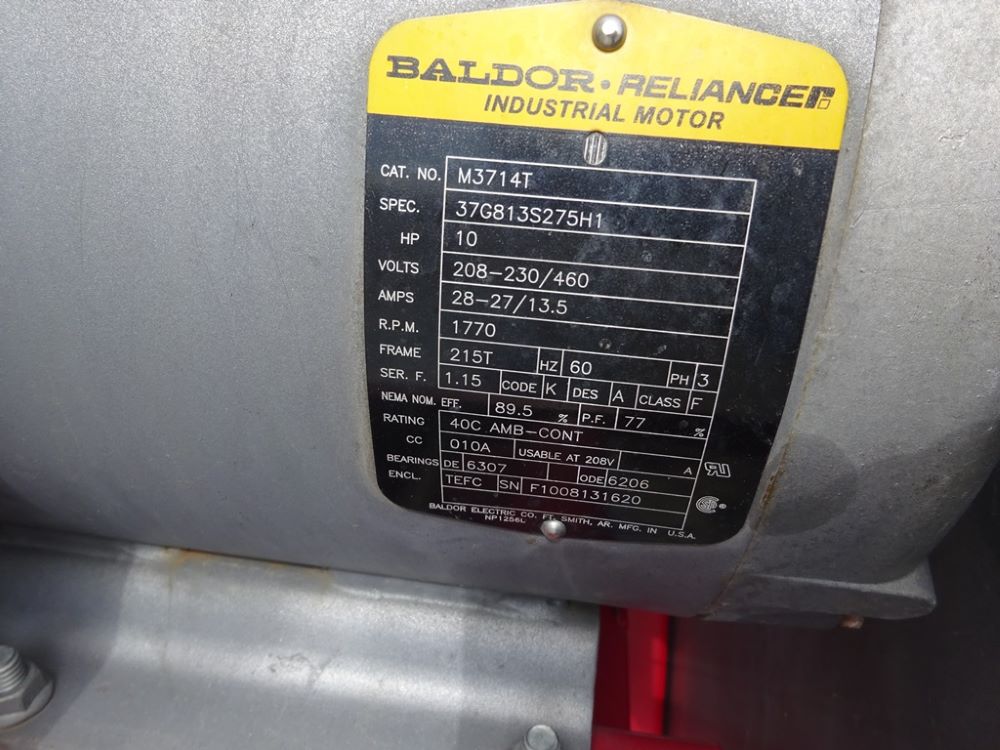 BALDOR · RELIANCER
INDUSTRIAL MOTOR
CAT. NO. M3714T
SPEC. 37G813S275H1
HP 10
VOLTS 208-230/460
AMPS 28-27/13.5
R.P.M. 1770
FRAME 215T HZ 60 PH 3
SER. F. 1.15 CODE K DES A CLASS F
NEMA NOM. EFF. 89.5 % P.F. 77 %
RATING 40C AMB-CONT
CC 010A USABLE AT 208V A
BEARINGS DE 6307 ODE 6206
ENCL. TEFC SN F1008131620
BALDOR ELECTRIC CO. FT. SMITH, AR. MFG. IN U.S.A.
NP1256L